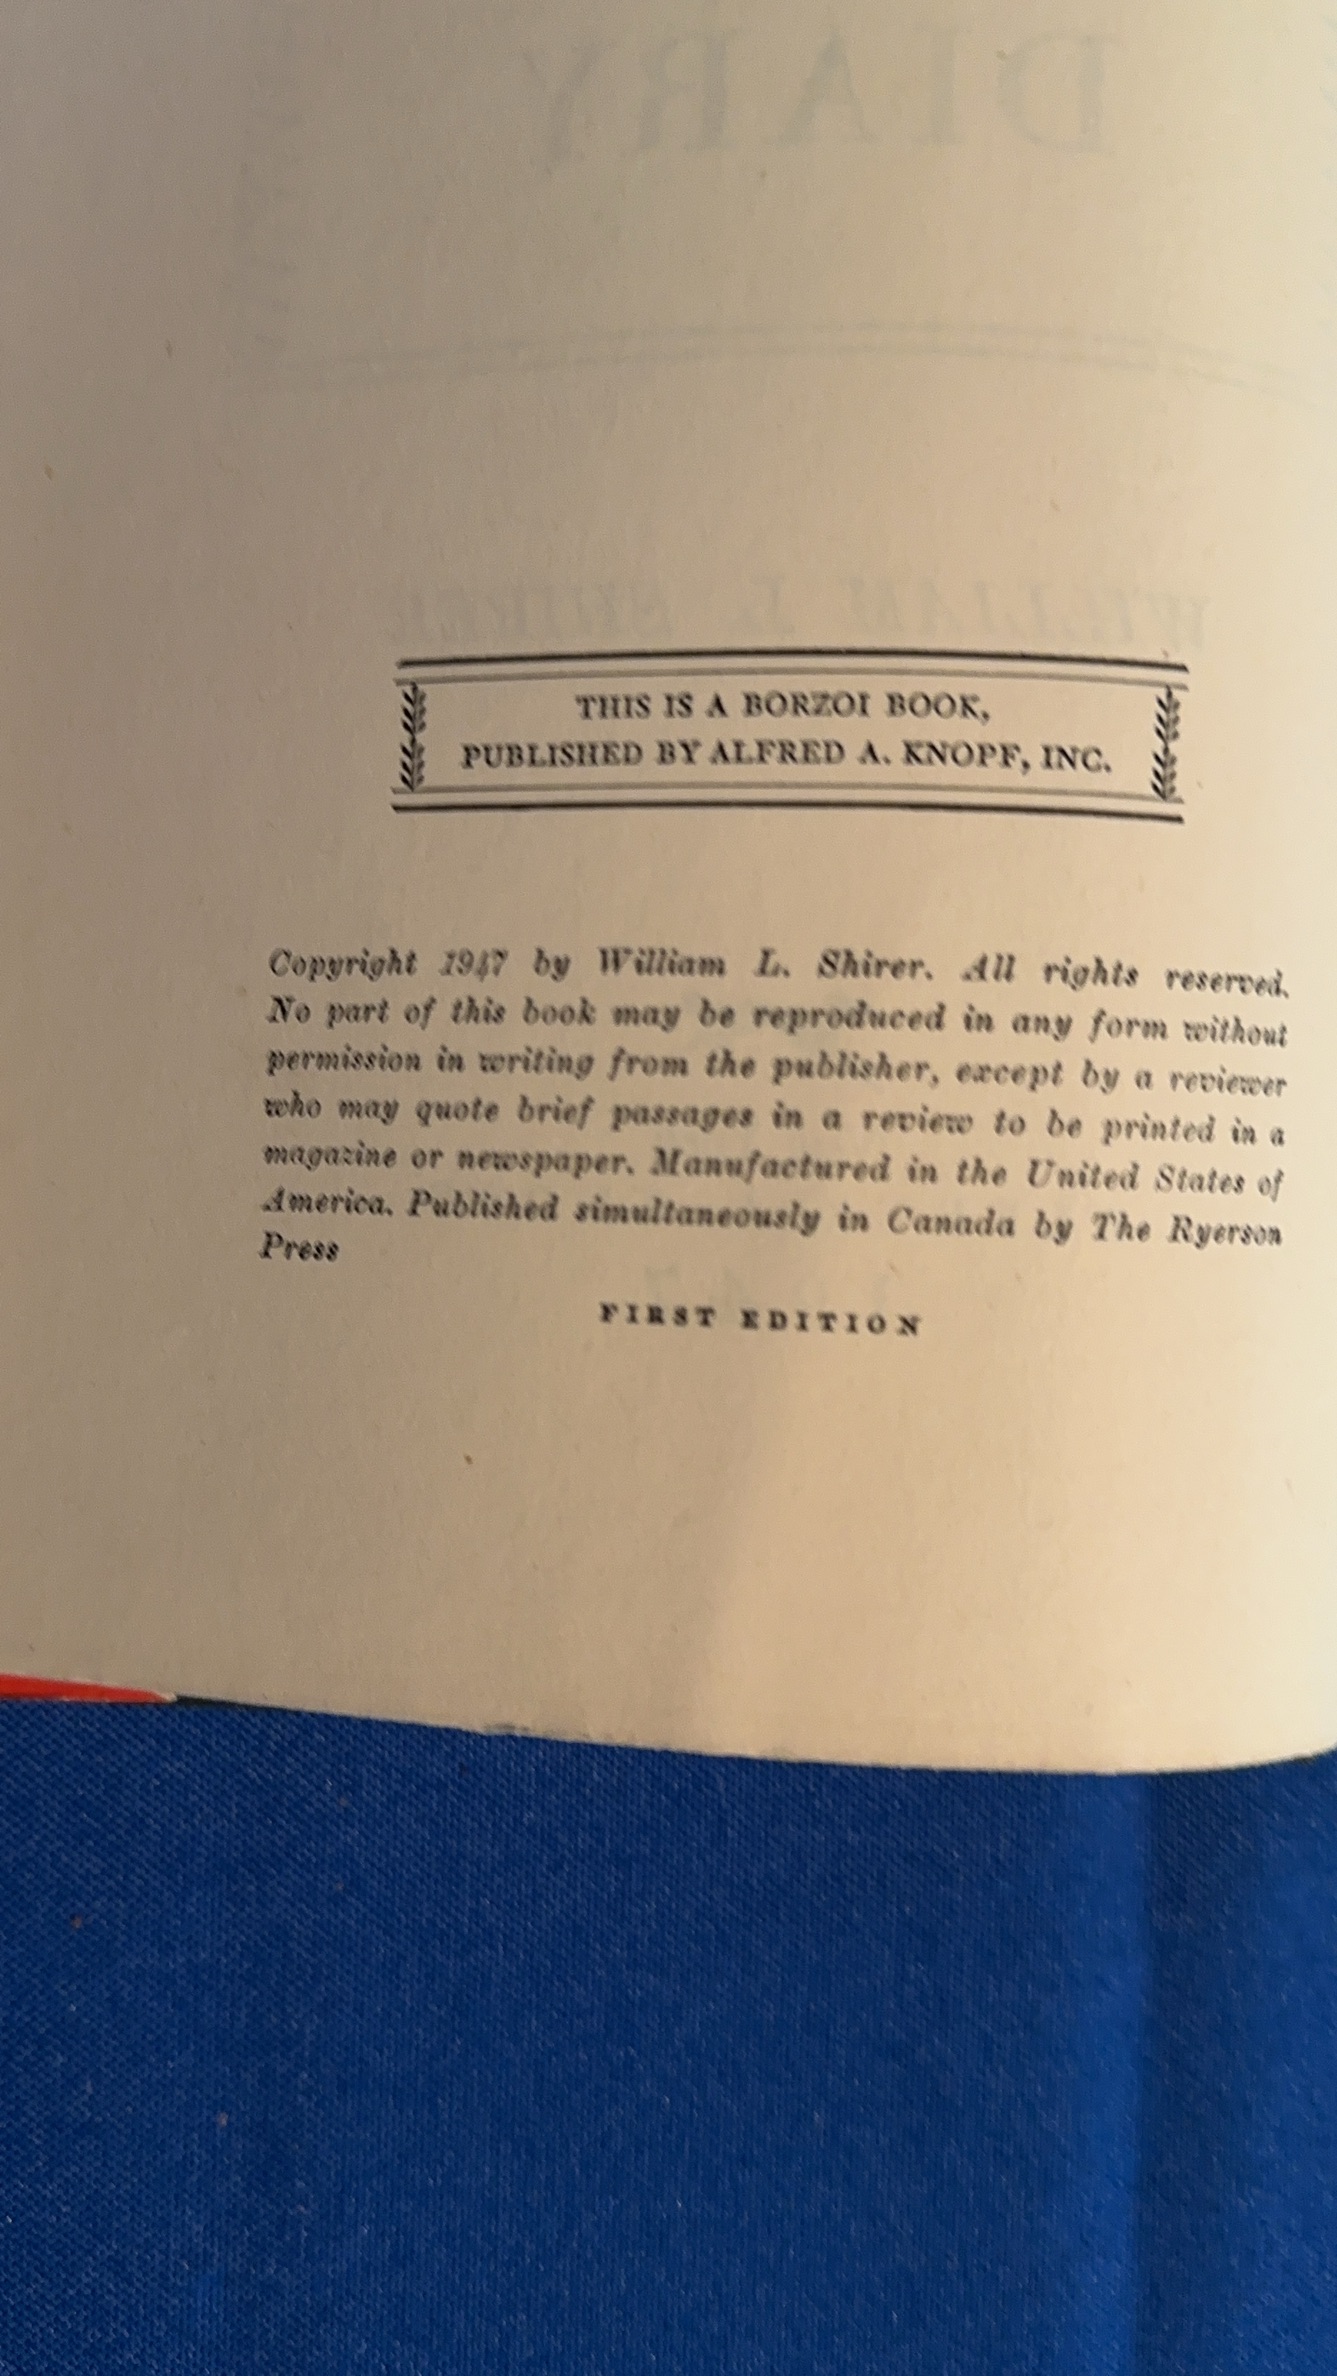 DIARY
WILLIAM L. SHIRER
THIS IS A BORZOI BOOK,
PUBLISHED BY ALFRED A. KNOPF, INC.
Copyright 1947 by William L. Shirer. All rights reserved.
No part of this book may be reproduced in any form without
permission in writing from the publisher, except by a reviewer
who may quote brief passages in a review to be printed in a
magazine or newspaper. Manufactured in the United States of
America. Published simultaneously in Canada by The Ryerson
Press
FIRST EDITION